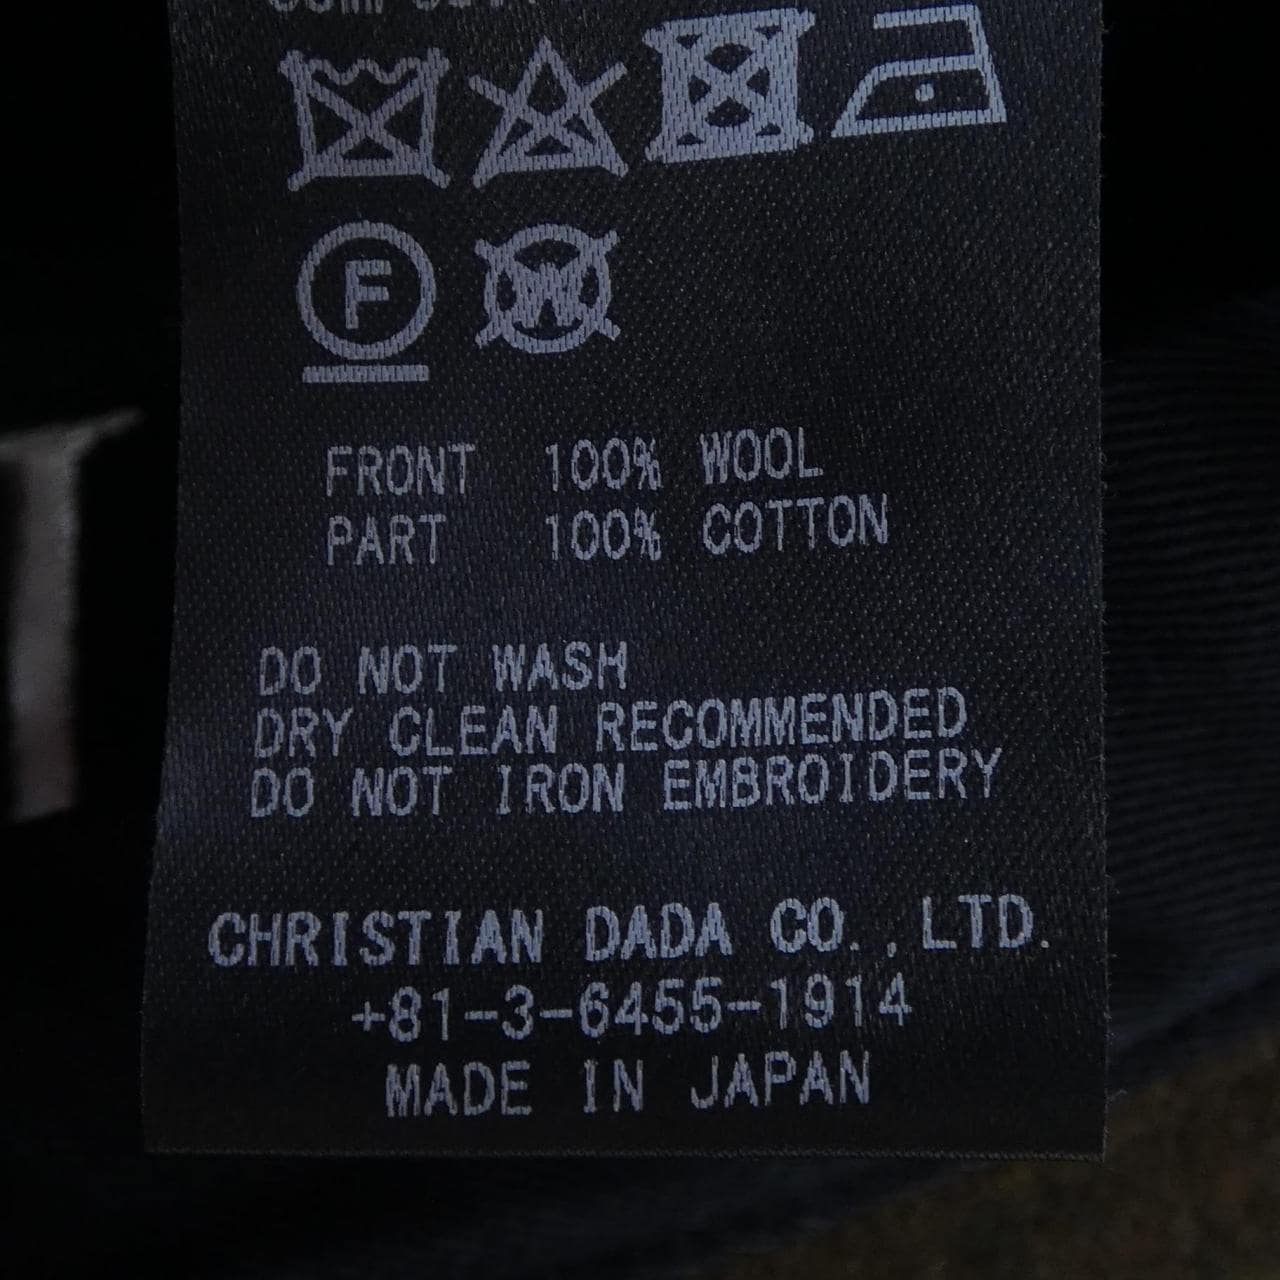 F
W
FRONT 100% WOOL
PART 100% COTTON
DO NOT WASH
DRY CLEAN RECOMMENDED
DO NOT IRON EMBROIDERY
CHRISTIAN DADA CO.,LTD.
+81-3-6455-1914
MADE IN JAPAN